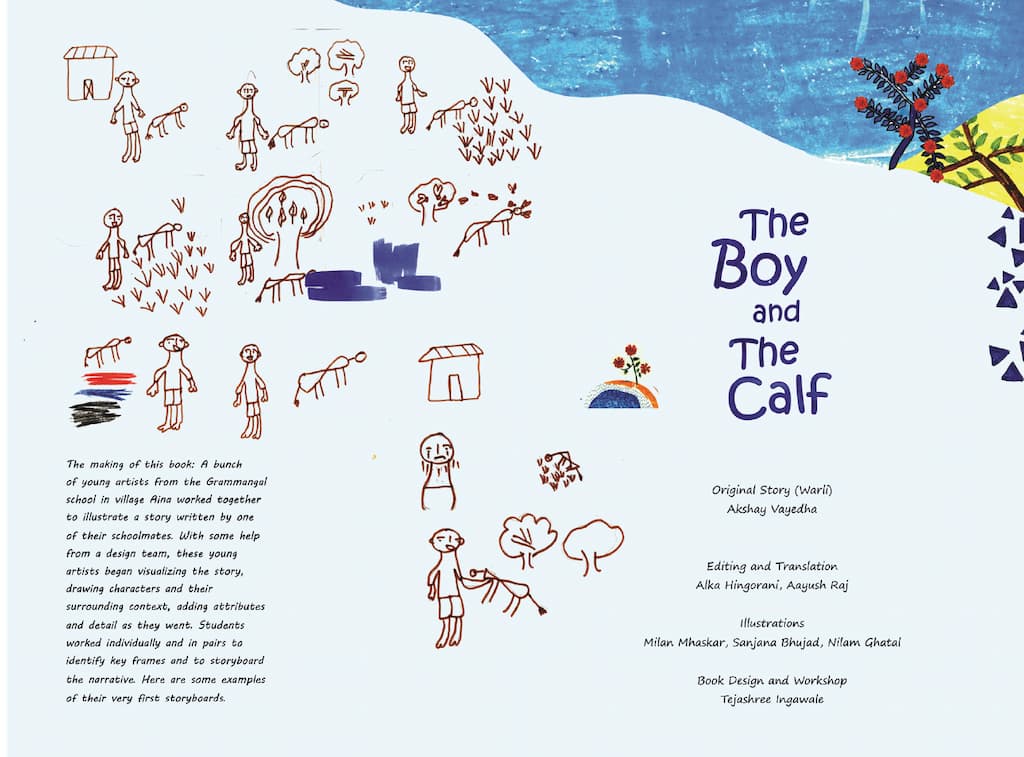 The making of this book: A bunch
of young artists from the Grammangal
school in village Aina worked together
to illustrate a story written by one
of their schoolmates. With some help
from a design team, these young
artists began visualizing the story,
drawing characters and their
surrounding context, adding attributes
and detail as they went. Students
worked individually and in pairs to
identify key frames and to storyboard
the narrative. Here are some examples
of their very first storyboards.
The
Boy
and
The
Calf
Original Story (Warli)
Akshay Vayedha
Editing and Translation
Alka Hingorani, Aayush Raj
Illustrations
Milan Mhaskar, Sanjana Bhujad, Nilam Ghatal
Book Design and Workshop
Tejashree Ingawale